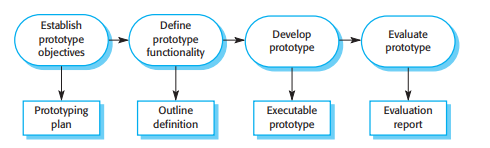 Establish
prototype
objectives
Define
prototype
functionality
Develop
prototype
Evaluate
prototype
Prototyping
plan
Outline
definition
Executable
prototype
Evaluation
report